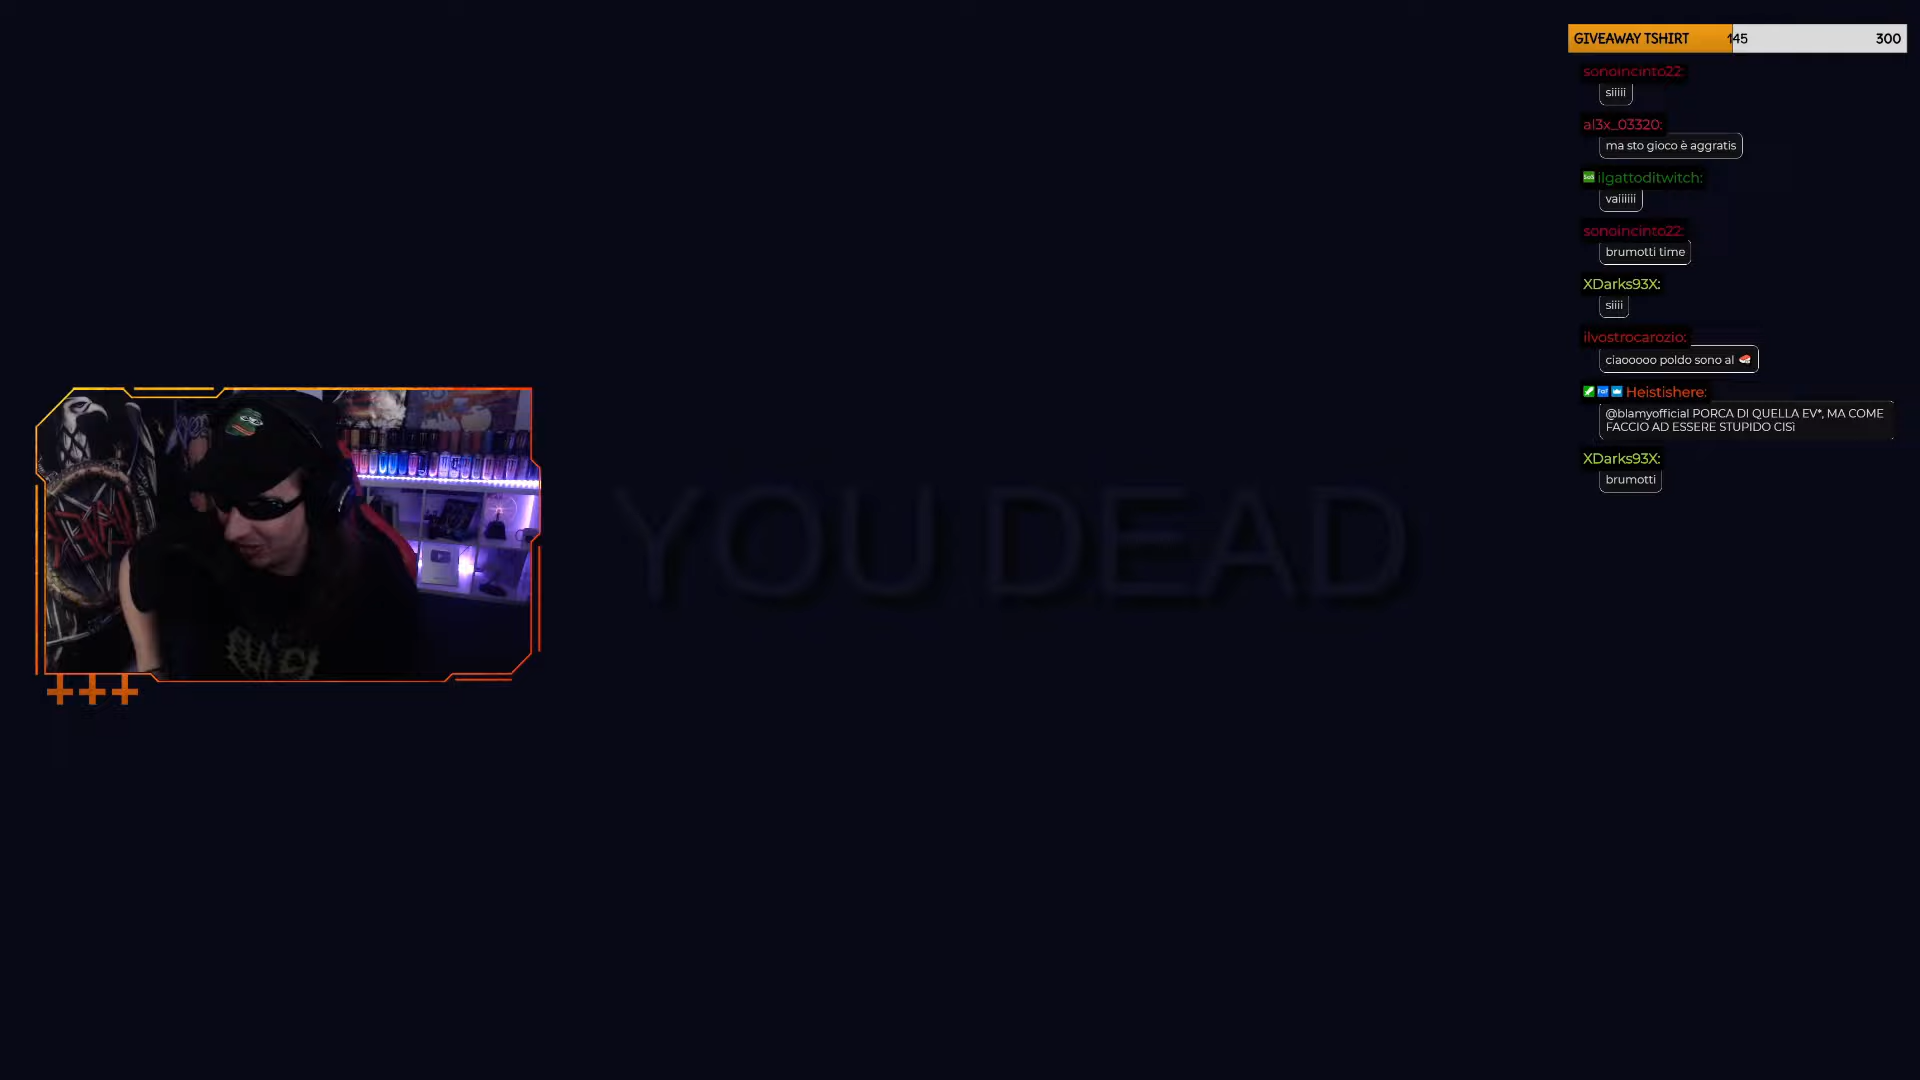 GIVEAWAY TSHIRT 145 300
sonoincinto22:
siiiii
al3x_03320:
ma sto gioco è aggratis
ilgattoditwitch:
vaiiiiii
sonoincinto22:
brumotti time
XDarks93X:
siiii
ilvostrocarozio:
ciaooooo poldo sono al
Heistishere:
@blamyofficial PORCA DI QUELLA EV*, MA COME
FACCIO AD ESSERE STUPIDO CISì
XDarks93X:
brumotti
YOU DEAD